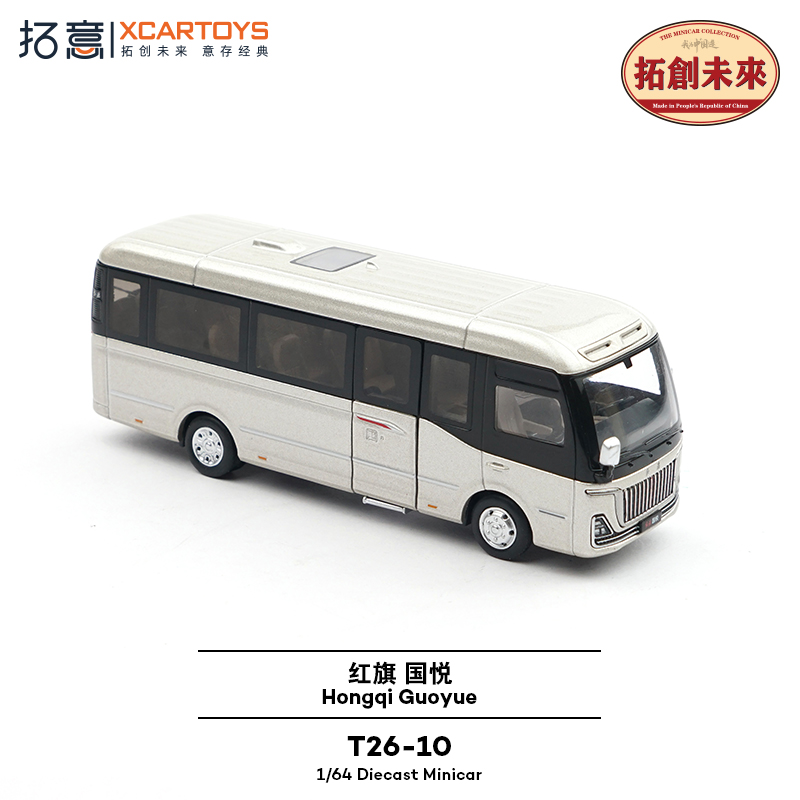 拓意
XCARTOYS
拓创未来 意存经典
THE MINICAR COLLECTION
拓創未來
Made in People's Republic of China
红旗 国悦
Hongqi Guoyue
T26-10
1/64 Diecast Minicar